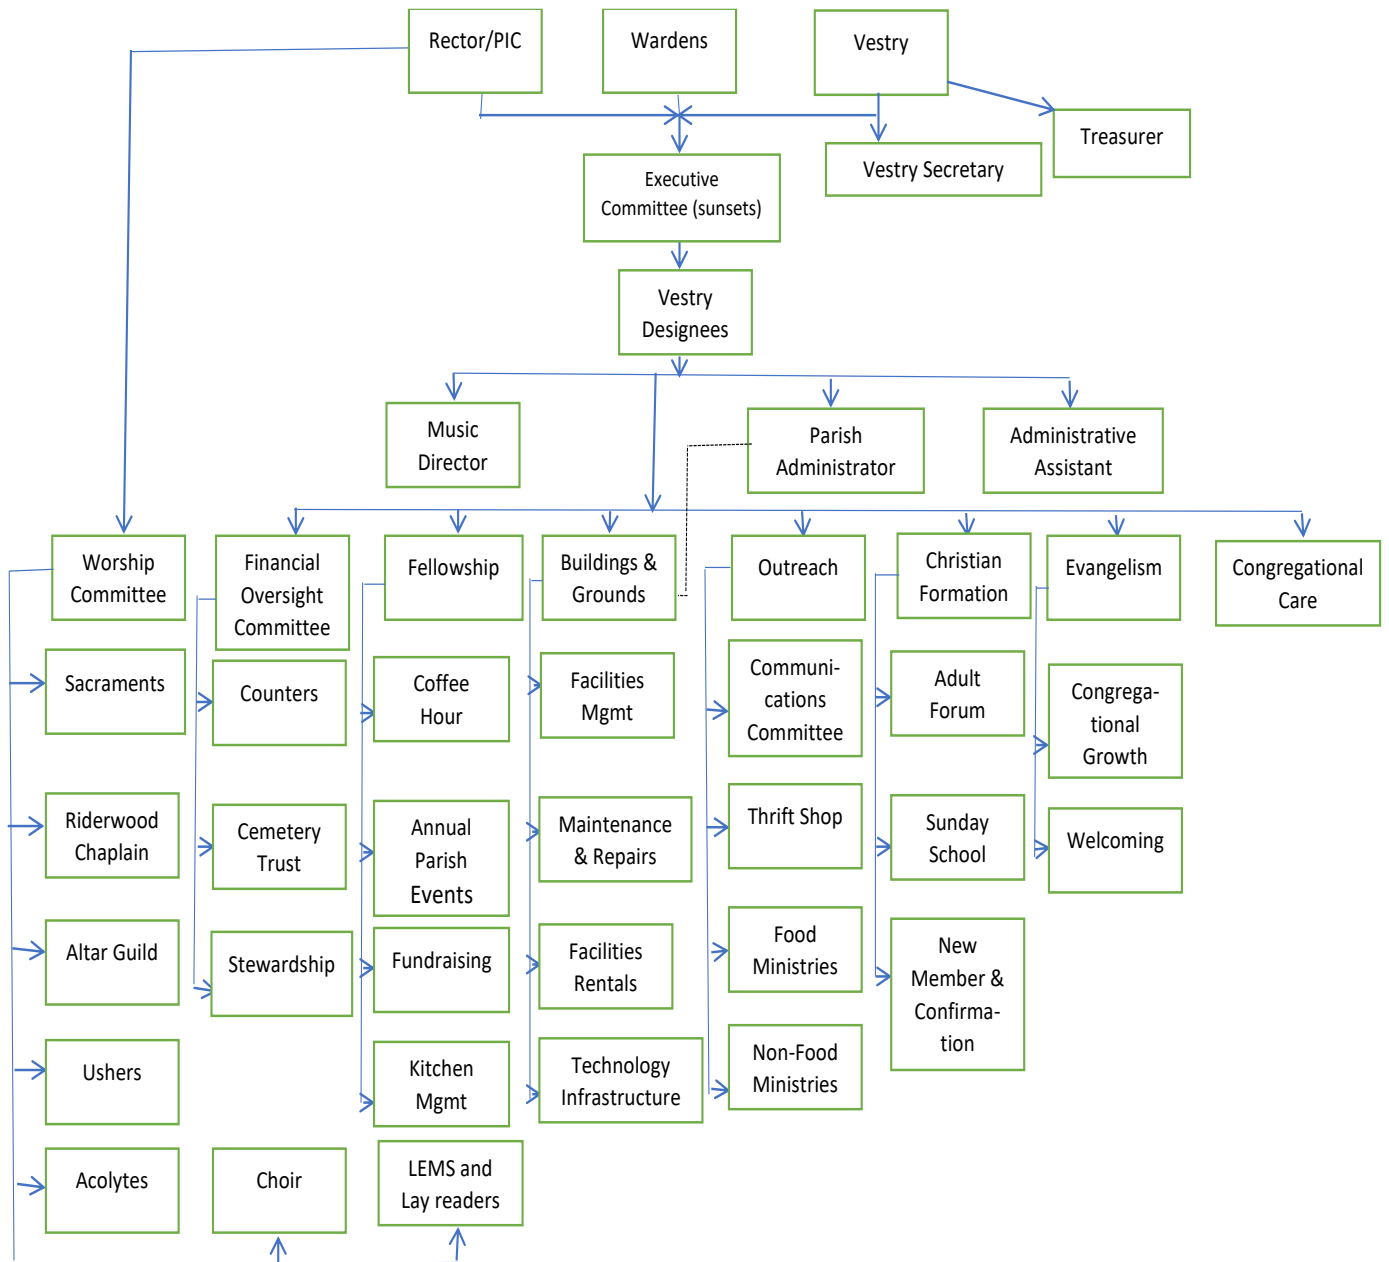 Rector/PIC
Wardens
Vestry
Treasurer
Vestry Secretary
Executive
Committee (sunsets)
Vestry
Designees
Music
Director
Parish
Administrator
Administrative
Assistant
Worship
Committee
Financial
Oversight
Committee
Fellowship
Buildings &
Grounds
Outreach
Christian
Formation
Evangelism
Congregational
Care
Sacraments
Counters
Coffee
Hour
Facilities
Mgmt
Communi-
cations
Committee
Adult
Forum
Congrega-
tional
Growth
Riderwood
Chaplain
Cemetery
Trust
Annual
Parish
Events
Maintenance
& Repairs
Thrift Shop
Sunday
School
Welcoming
Altar Guild
Stewardship
Fundraising
Facilities
Rentals
Food
Ministries
New
Member &
Confirma-
tion
Ushers
Kitchen
Mgmt
Technology
Infrastructure
Non-Food
Ministries
Acolytes
Choir
LEMS and
Lay readers